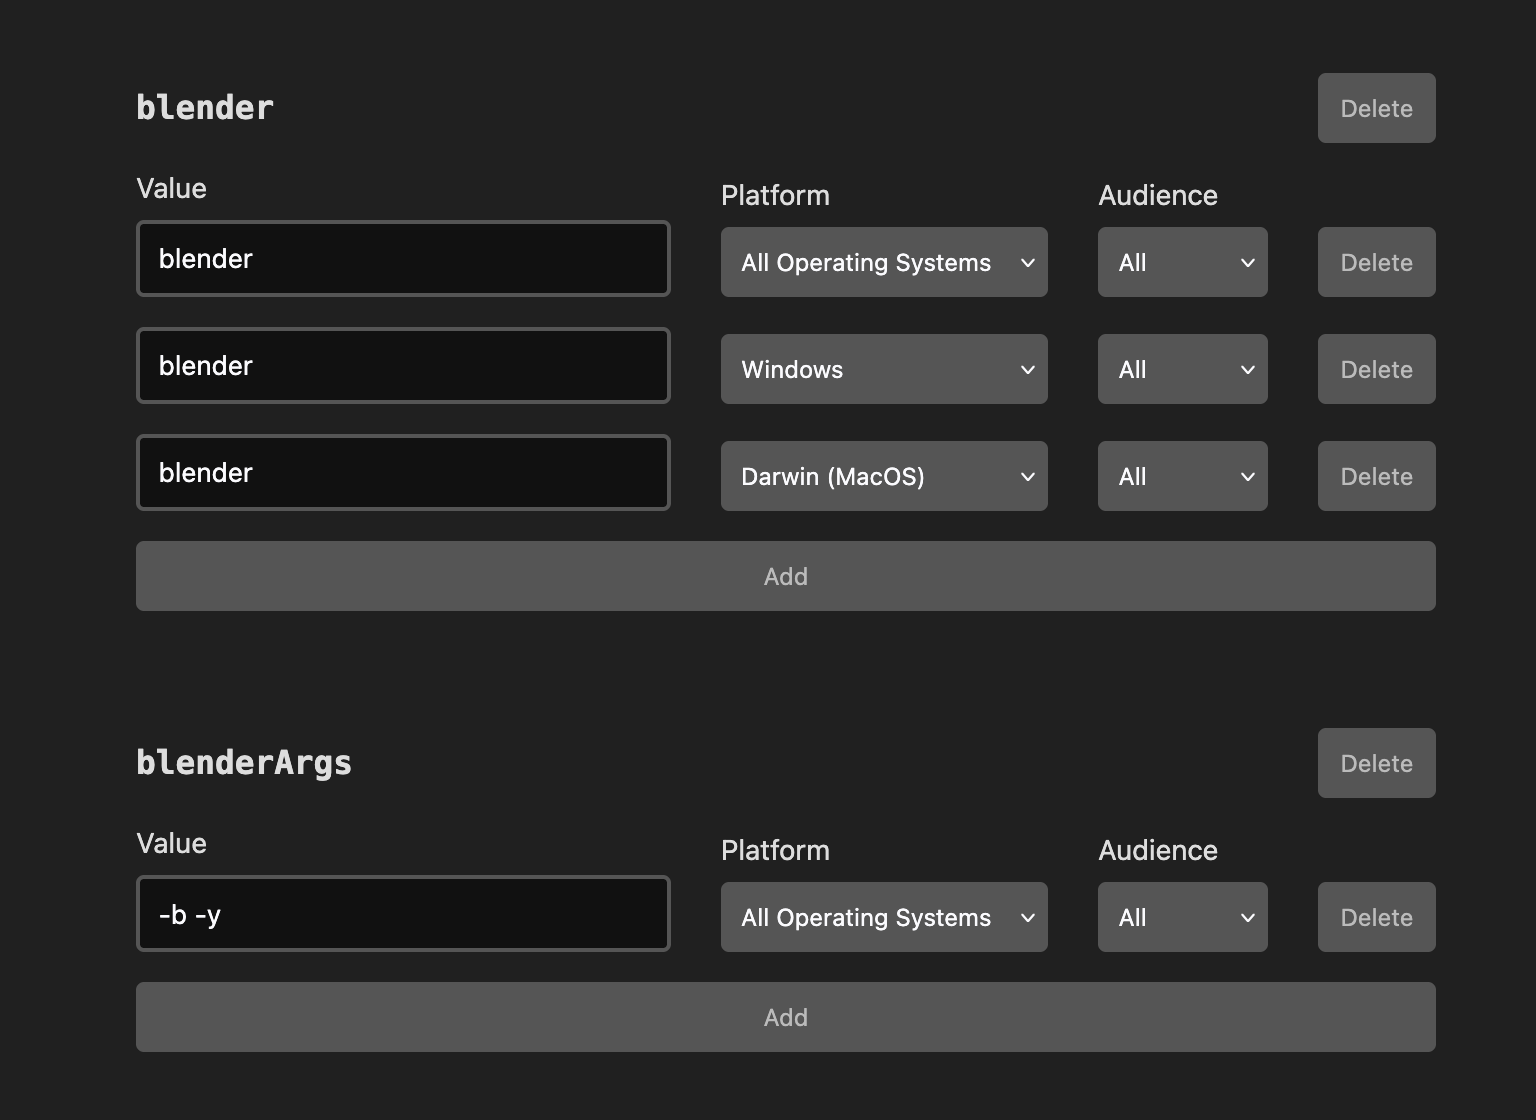 blender Delete
Value Platform Audience
blender All Operating Systems All Delete
blender Windows All Delete
blender Darwin (MacOS) All Delete
Add
blenderArgs Delete
Value Platform Audience
-b -y All Operating Systems All Delete
Add